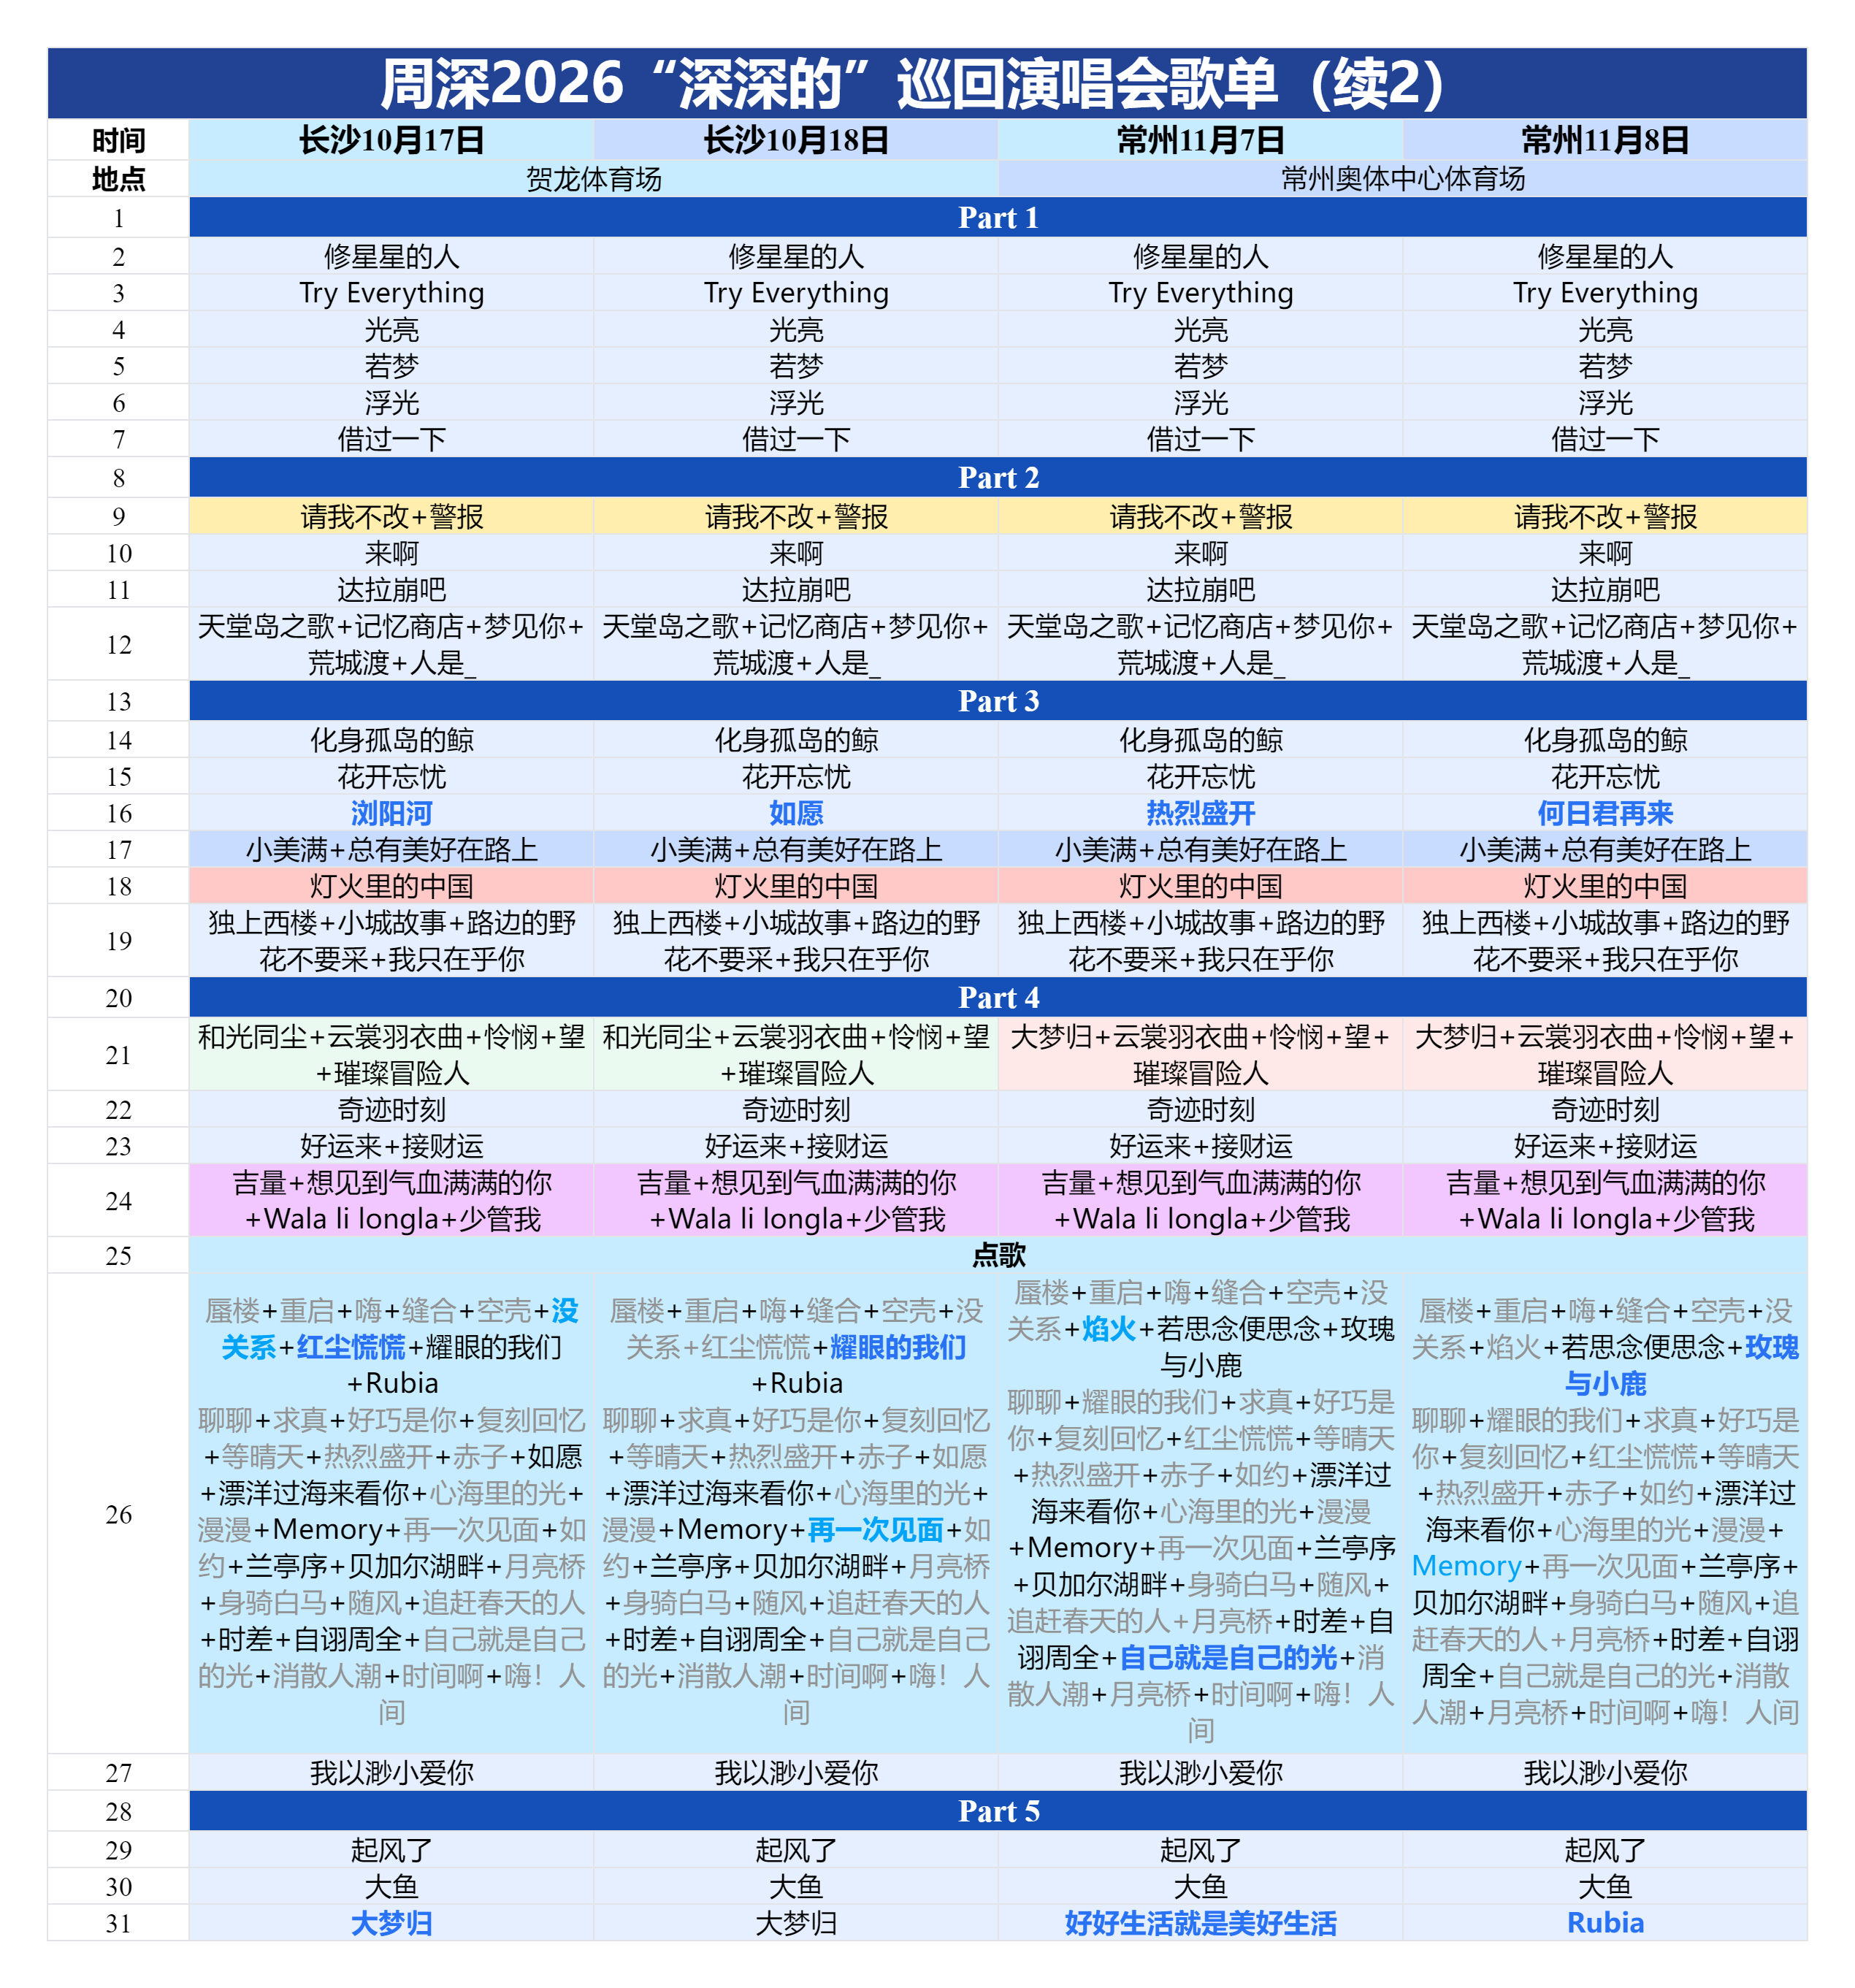 周深2026“深深的”巡回演唱会歌单（续2）
时间 长沙10月17日 长沙10月18日 常州11月7日 常州11月8日
地点 贺龙体育场 常州奥体中心体育场
1 Part 1
2 修星星的人 修星星的人 修星星的人 修星星的人
3 Try Everything Try Everything Try Everything Try Everything
4 光亮 光亮 光亮 光亮
5 若梦 若梦 若梦 若梦
6 浮光 浮光 浮光 浮光
7 借过一下 借过一下 借过一下 借过一下
8 Part 2
9 请我不改+警报 请我不改+警报 请我不改+警报 请我不改+警报
10 来啊 来啊 来啊 来啊
11 达拉崩吧 达拉崩吧 达拉崩吧 达拉崩吧
12
天堂岛之歌+记忆商店+梦见你+
荒城渡+人是_
天堂岛之歌+记忆商店+梦见你+
荒城渡+人是_
天堂岛之歌+记忆商店+梦见你+
荒城渡+人是_
天堂岛之歌+记忆商店+梦见你+
荒城渡+人是_
13 Part 3
14 化身孤岛的鲸 化身孤岛的鲸 化身孤岛的鲸 化身孤岛的鲸
15 花开忘忧 花开忘忧 花开忘忧 花开忘忧
16 浏阳河 如愿 热烈盛开 何日君再来
17 小美满+总有美好在路上 小美满+总有美好在路上 小美满+总有美好在路上 小美满+总有美好在路上
18 灯火里的中国 灯火里的中国 灯火里的中国 灯火里的中国
19
独上西楼+小城故事+路边的野
花不要采+我只在乎你
独上西楼+小城故事+路边的野
花不要采+我只在乎你
独上西楼+小城故事+路边的野
花不要采+我只在乎你
独上西楼+小城故事+路边的野
花不要采+我只在乎你
20 Part 4
21
和光同尘+云裳羽衣曲+怜悯+望
+璀璨冒险人
和光同尘+云裳羽衣曲+怜悯+望
+璀璨冒险人
大梦归+云裳羽衣曲+怜悯+望+
璀璨冒险人
大梦归+云裳羽衣曲+怜悯+望+
璀璨冒险人
22 奇迹时刻 奇迹时刻 奇迹时刻 奇迹时刻
23 好运来+接财运 好运来+接财运 好运来+接财运 好运来+接财运
24
吉量+想见到气血满满的你
+Wala li longla+少管我
吉量+想见到气血满满的你
+Wala li longla+少管我
吉量+想见到气血满满的你
+Wala li longla+少管我
吉量+想见到气血满满的你
+Wala li longla+少管我
25 点歌
26
蜃楼+重启+嗨+缝合+空壳+没
关系+红尘慌慌+耀眼的我们
+Rubia
聊聊+求真+好巧是你+复刻回忆
+等晴天+热烈盛开+赤子+如愿
+漂洋过海来看你+心海里的光+
漫漫+Memory+再一次见面+如
约+兰亭序+贝加尔湖畔+月亮桥
+身骑白马+随风+追赶春天的人
+时差+自诩周全+自己就是自己
的光+消散人潮+时间啊+嗨！人
间
蜃楼+重启+嗨+缝合+空壳+没
关系+红尘慌慌+耀眼的我们
+Rubia
聊聊+求真+好巧是你+复刻回忆
+等晴天+热烈盛开+赤子+如愿
+漂洋过海来看你+心海里的光+
漫漫+Memory+再一次见面+如
约+兰亭序+贝加尔湖畔+月亮桥
+身骑白马+随风+追赶春天的人
+时差+自诩周全+自己就是自己
的光+消散人潮+时间啊+嗨！人
间
蜃楼+重启+嗨+缝合+空壳+没
关系+焰火+若思念便思念+玫瑰
与小鹿
聊聊+耀眼的我们+求真+好巧是
你+复刻回忆+红尘慌慌+等晴天
+热烈盛开+赤子+如约+漂洋过
海来看你+心海里的光+漫漫
+Memory+再一次见面+兰亭序
+贝加尔湖畔+身骑白马+随风+
追赶春天的人+月亮桥+时差+自
诩周全+自己就是自己的光+消
散人潮+月亮桥+时间啊+嗨！人
间
蜃楼+重启+嗨+缝合+空壳+没
关系+焰火+若思念便思念+玫瑰
与小鹿
聊聊+耀眼的我们+求真+好巧是
你+复刻回忆+红尘慌慌+等晴天
+热烈盛开+赤子+如约+漂洋过
海来看你+心海里的光+漫漫+
Memory+再一次见面+兰亭序+
贝加尔湖畔+身骑白马+随风+追
赶春天的人+月亮桥+时差+自诩
周全+自己就是自己的光+消散
人潮+月亮桥+时间啊+嗨！人间
27 我以渺小爱你 我以渺小爱你 我以渺小爱你 我以渺小爱你
28 Part 5
29 起风了 起风了 起风了 起风了
30 大鱼 大鱼 大鱼 大鱼
31 大梦归 大梦归 好好生活就是美好生活 Rubia